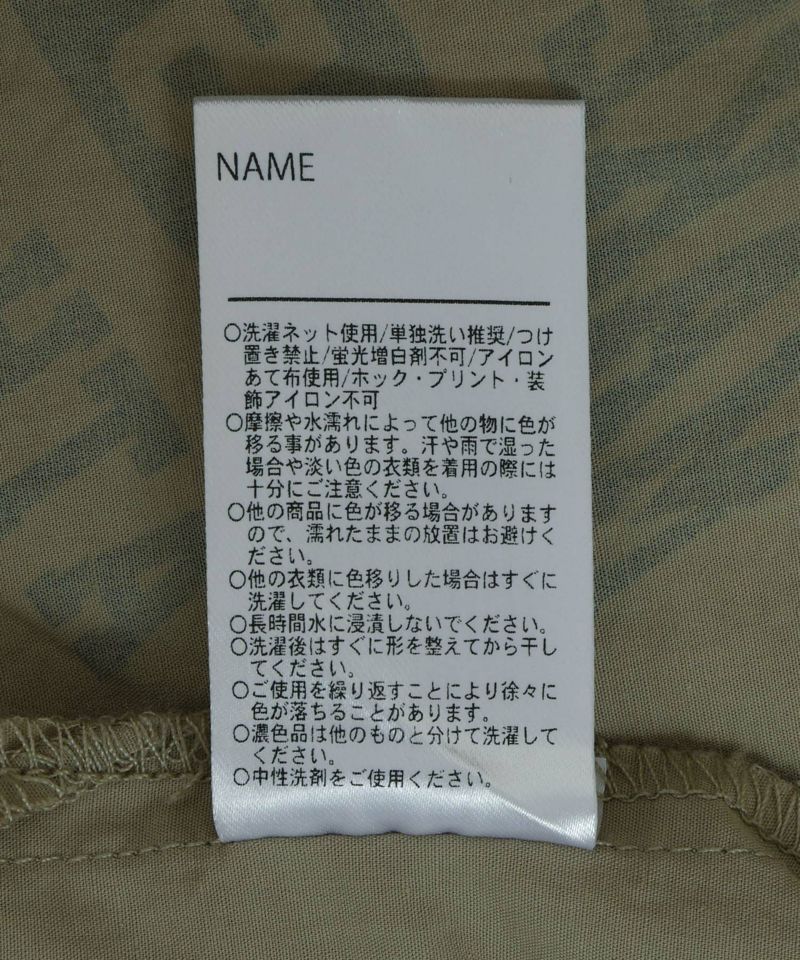 NAME
〇洗濯ネット使用/単独洗い推奨/つけ
置き禁止/蛍光増白剤不可/アイロン
あて布使用/ホック・プリント・装
飾アイロン不可
〇摩擦や水濡れによって他の物に色が
移る事があります。汗や雨で湿った
場合や淡い色の衣類を着用の際には
十分にご注意ください。
〇他の商品に色が移る場合があります
ので、濡れたままの放置はお避けく
ださい。
〇他の衣類に色移りした場合はすぐに
洗濯してください。
〇長時間水に浸漬しないでください。
〇洗濯後はすぐに形を整えてから干し
てください。
〇ご使用を繰り返すことにより徐々に
色が落ちることがあります。
〇濃色品は他のものと分けて洗濯して
ください。
〇中性洗剤をご使用ください。